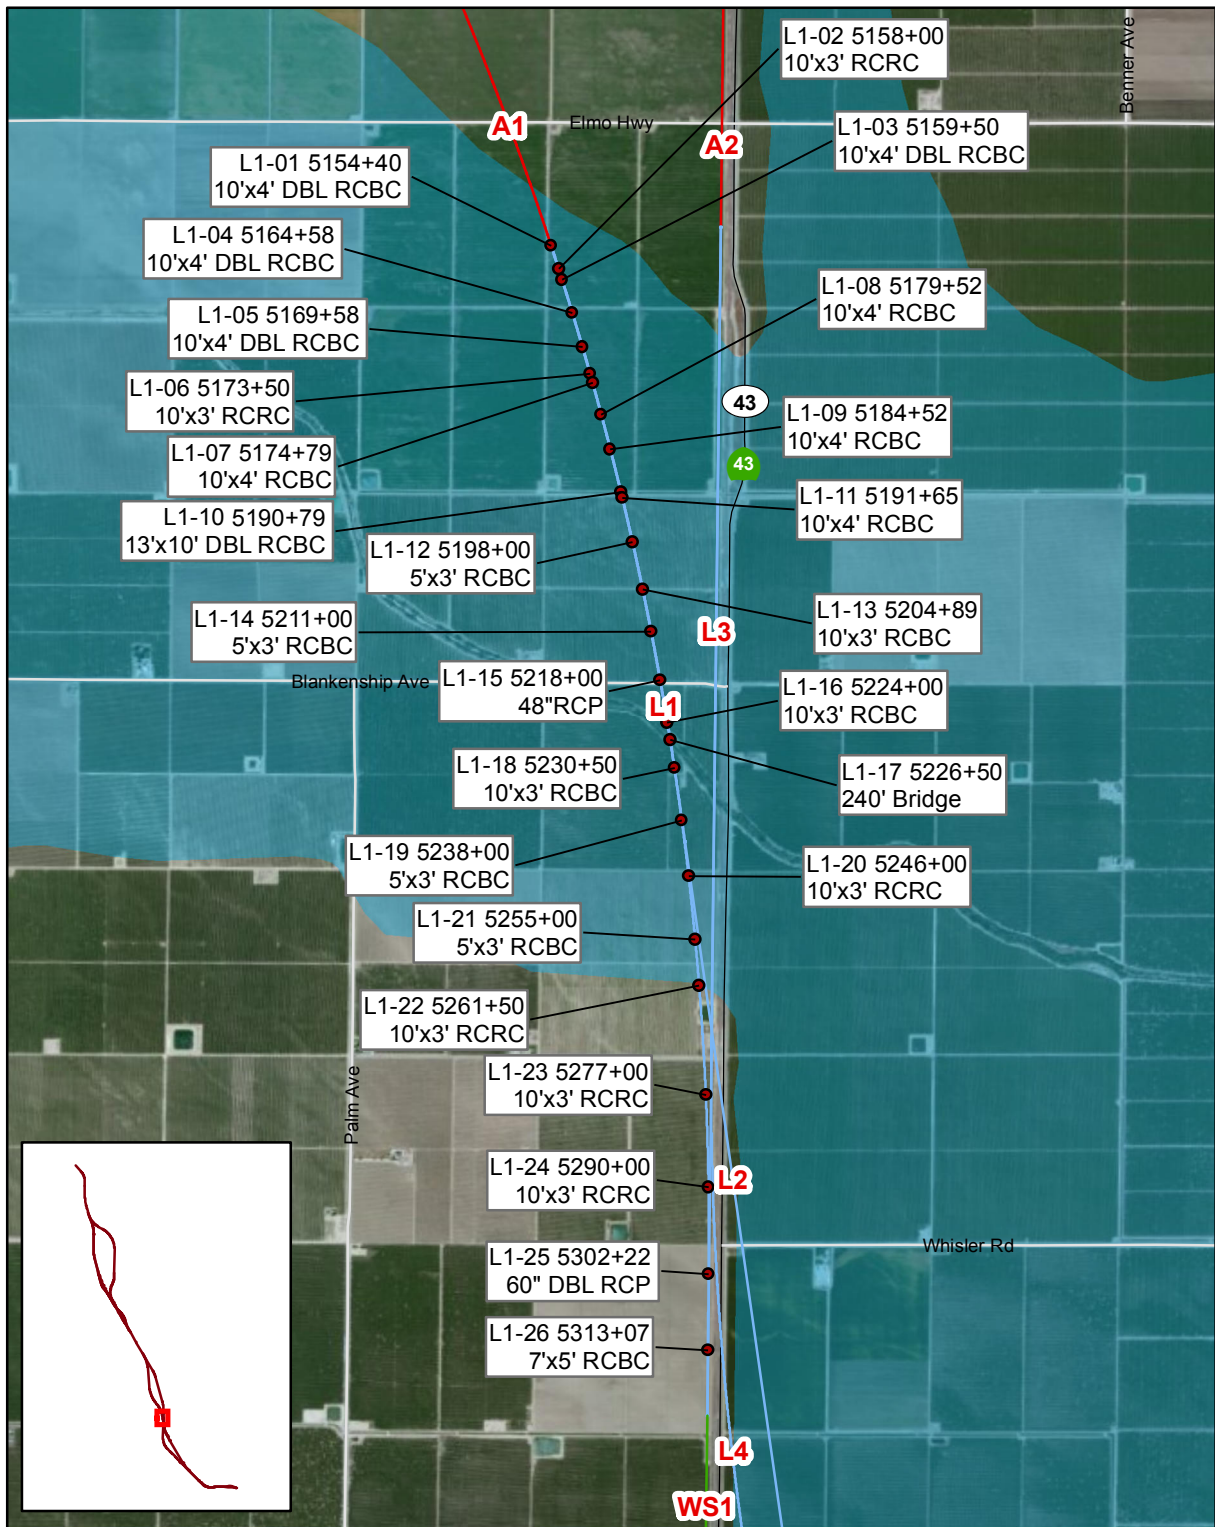 L1-02 5158+00
10'x3' RCRC
Benner Ave
A1
Elmo Hwy
A2
L1-03 5159+50
10'x4' DBL RCBC
L1-01 5154+40
10'x4' DBL RCBC
L1-04 5164+58
10'x4' DBL RCBC
L1-08 5179+52
10'x4' RCBC
L1-05 5169+58
10'x4' DBL RCBC
L1-06 5173+50
10'x3' RCRC
43
L1-09 5184+52
10'x4' RCBC
L1-07 5174+79
10'x4' RCBC
43
L1-11 5191+65
10'x4' RCBC
L1-10 5190+79
13'x10' DBL RCBC
L1-12 5198+00
5'x3' RCBC
L1-13 5204+89
10'x3' RCBC
L1-14 5211+00
5'x3' RCBC
L3
Blankenship Ave
L1-15 5218+00
48"RCP
L1
L1-16 5224+00
10'x3' RCBC
L1-18 5230+50
10'x3' RCBC
L1-17 5226+50
240' Bridge
L1-19 5238+00
5'x3' RCBC
L1-20 5246+00
10'x3' RCRC
L1-21 5255+00
5'x3' RCBC
L1-22 5261+50
10'x3' RCRC
L1-23 5277+00
10'x3' RCRC
Palm Ave
L1-24 5290+00
10'x3' RCRC
L2
Whisler Rd
L1-25 5302+22
60" DBL RCP
L1-26 5313+07
7'x5' RCBC
L4
WS1